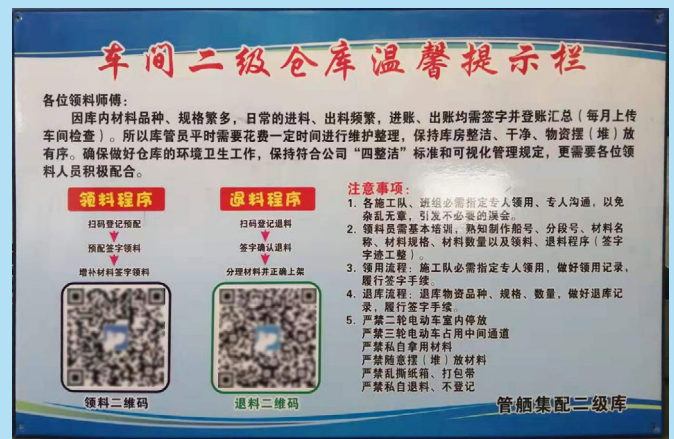 车间二级仓库温馨提示栏
各位领料师傅：
因库内材料品种、规格繁多，日常的进料、出料频繁，进账、出账均需签字并登账汇总（每月上传
车间检查）。所以库管员平时需要花费一定时间进行维护整理，保持库房整洁、干净、物资摆（堆）放
有序。确保做好仓库的环境卫生工作，保持符合公司“四整洁”标准和可视化管理规定，更需要各位领
料人员积极配合。
领料程序
扫码登记预配
预配签字领料
增补材料签字领料
领料二维码
退料程序
扫码登记退料
签字确认退料
分理材料并正确上架
退料二维码
注意事项：
1. 各施工队、班组必需指定专人领用、专人沟通，以免
杂乱无章，引发不必要的误会。
2. 领料员需基本培训，熟知制作船号、分段号、材料名
称、材料规格、材料数量以及领料、退料程序（签字
字迹工整）。
3. 领用流程：施工队必需指定专人领用，做好领用记录，
履行签字手续。
4. 退库流程：退库物资品种、规格、数量，做好退库记
录，履行签字手续。
5. 严禁二轮电动车室内停放
严禁三轮电动车占用中间通道
严禁私自拿用材料
严禁随意摆（堆）放材料
严禁乱撕纸箱、打包带
严禁私自退料、不登记
管舾集配二级库